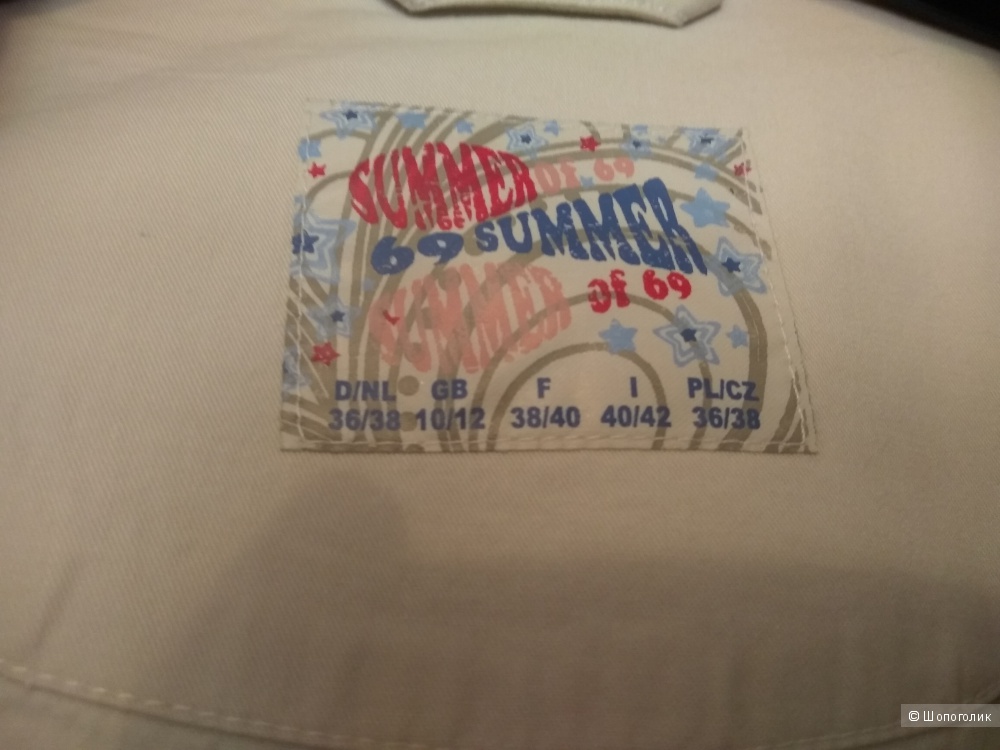 SUMMER of 69
69 SUMMER
SUMMER of 69
D/NL GB F I PL/CZ
36/38 10/12 38/40 40/42 36/38
© Шопоголик